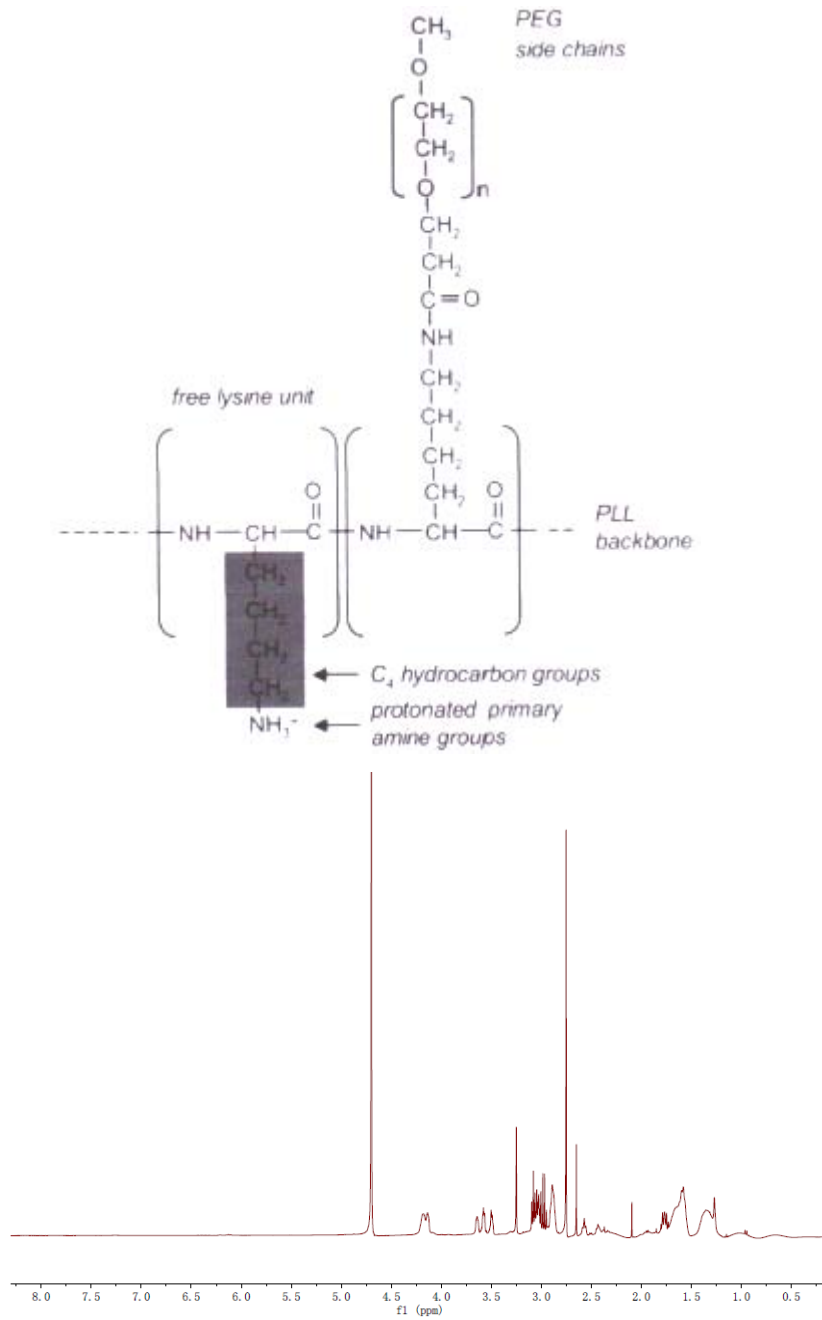 CH₃
PEG
side chains
O
CH₂
CH₂
O
n
CH₂
CH₂
C=O
NH
CH₂
CH₂
CH₂
CH₂
free lysine unit
O
O
NH—CH—C
NH—CH—C
PLL
backbone
CH₂
CH₂
CH₂
CH₂
C₄ hydrocarbon groups
NH₃⁻
protonated primary
amine groups
8.0 7.5 7.0 6.5 6.0 5.5 5.0 4.5 4.0 3.5 3.0 2.5 2.0 1.5 1.0 0.5
f1 (ppm)